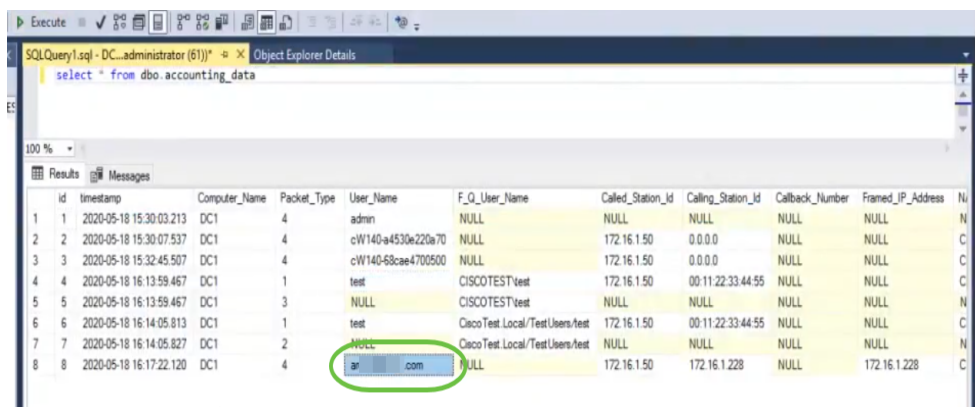 Execute
SQLQuery1.sql - DC...administrator (61))* Object Explorer Details
select * from dbo.accounting_data
ES
100 %
Results Messages
id timestamp Computer_Name Packet_Type User_Name F_Q_User_Name Called_Station_Id Calling_Station_Id Callback_Number Framed_IP_Address N
1 1 2020-05-18 15:30:03.213 DC1 4 admin NULL NULL NULL NULL NULL N
2 2 2020-05-18 15:30:07.537 DC1 4 cW140-a4530e220a70 NULL 172.16.1.50 0.0.0.0 NULL NULL C
3 3 2020-05-18 15:32:45.507 DC1 4 cW140-68cae4700500 NULL 172.16.1.50 0.0.0.0 NULL NULL C
4 4 2020-05-18 16:13:59.467 DC1 1 test CISCOTEST\test 172.16.1.50 00:11:22:33:44:55 NULL NULL C
5 5 2020-05-18 16:13:59.467 DC1 3 NULL CISCOTEST\test NULL NULL NULL NULL N
6 6 2020-05-18 16:14:05.813 DC1 1 test CiscoTest.Local/TestUsers/test 172.16.1.50 00:11:22:33:44:55 NULL NULL C
7 7 2020-05-18 16:14:05.827 DC1 2 NULL CiscoTest.Local/TestUsers/test NULL NULL NULL NULL N
8 8 2020-05-18 16:17:22.120 DC1 4 .com NULL 172.16.1.50 172.16.1.228 NULL 172.16.1.228 C